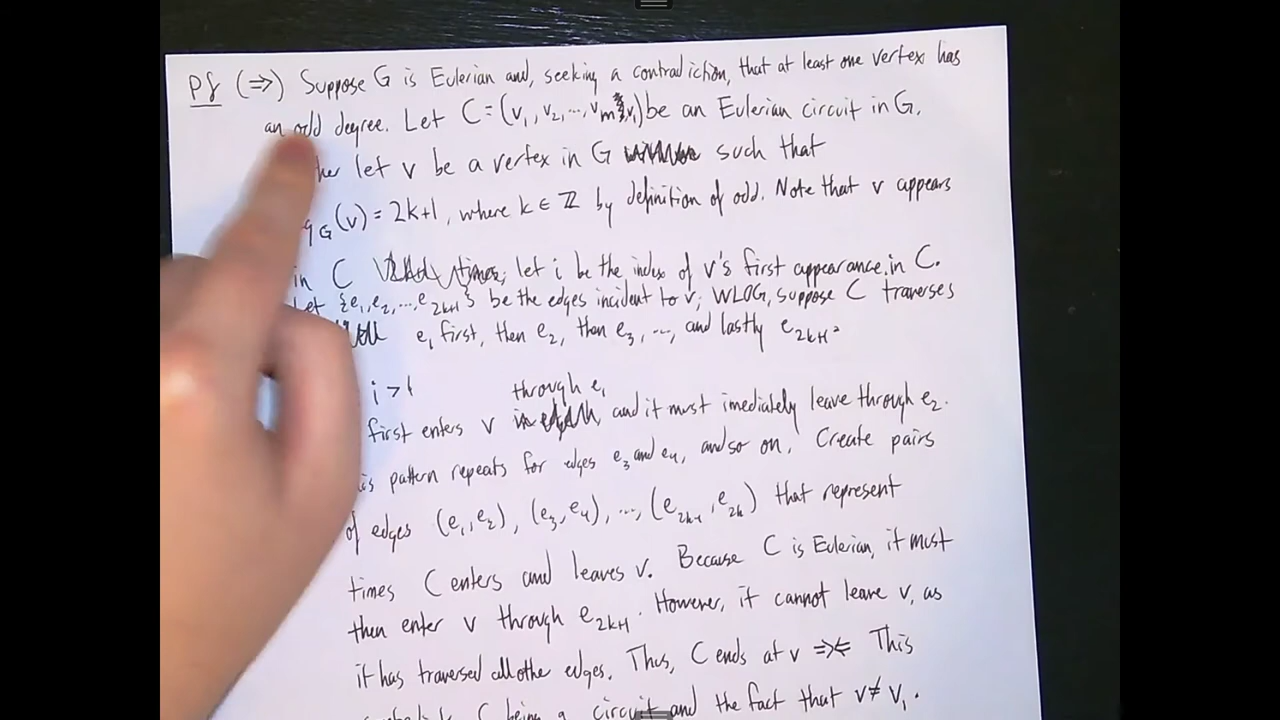 Pf (⇒) Suppose G is Eulerian and, seeking a contradiction, that at least one vertex has
an odd degree. Let C = (v₁, v₂, ..., vₘ, v₁) be an Eulerian circuit in G.
let v be a vertex in G such that
g_G(v) = 2k+1, where k ∈ ℤ by definition of odd. Note that v appears
in C times; let i be the index of v's first appearance in C.
Let {e₁, e₂, ..., e₂ₖ₊₁} be the edges incident to v; WLOG, suppose C traverses
e₁ first, then e₂, then e₃, ..., and lastly e₂ₖ₊₁.
i > 1
through e₁
first enters v and it must imediately leave through e₂.
is pattern repeats for edges e₃ and e₄, and so on. Create pairs
of edges (e₁, e₂), (e₃, e₄), ..., (e₂ₖ₋₁, e₂ₖ) that represent
times C enters and leaves v. Because C is Eulerian, it must
then enter v through e₂ₖ₊₁. However, it cannot leave v, as
it has traversed all othe edges. Thus, C ends at v ⇒⇐ This
C being a circuit and the fact that v ≠ v₁.